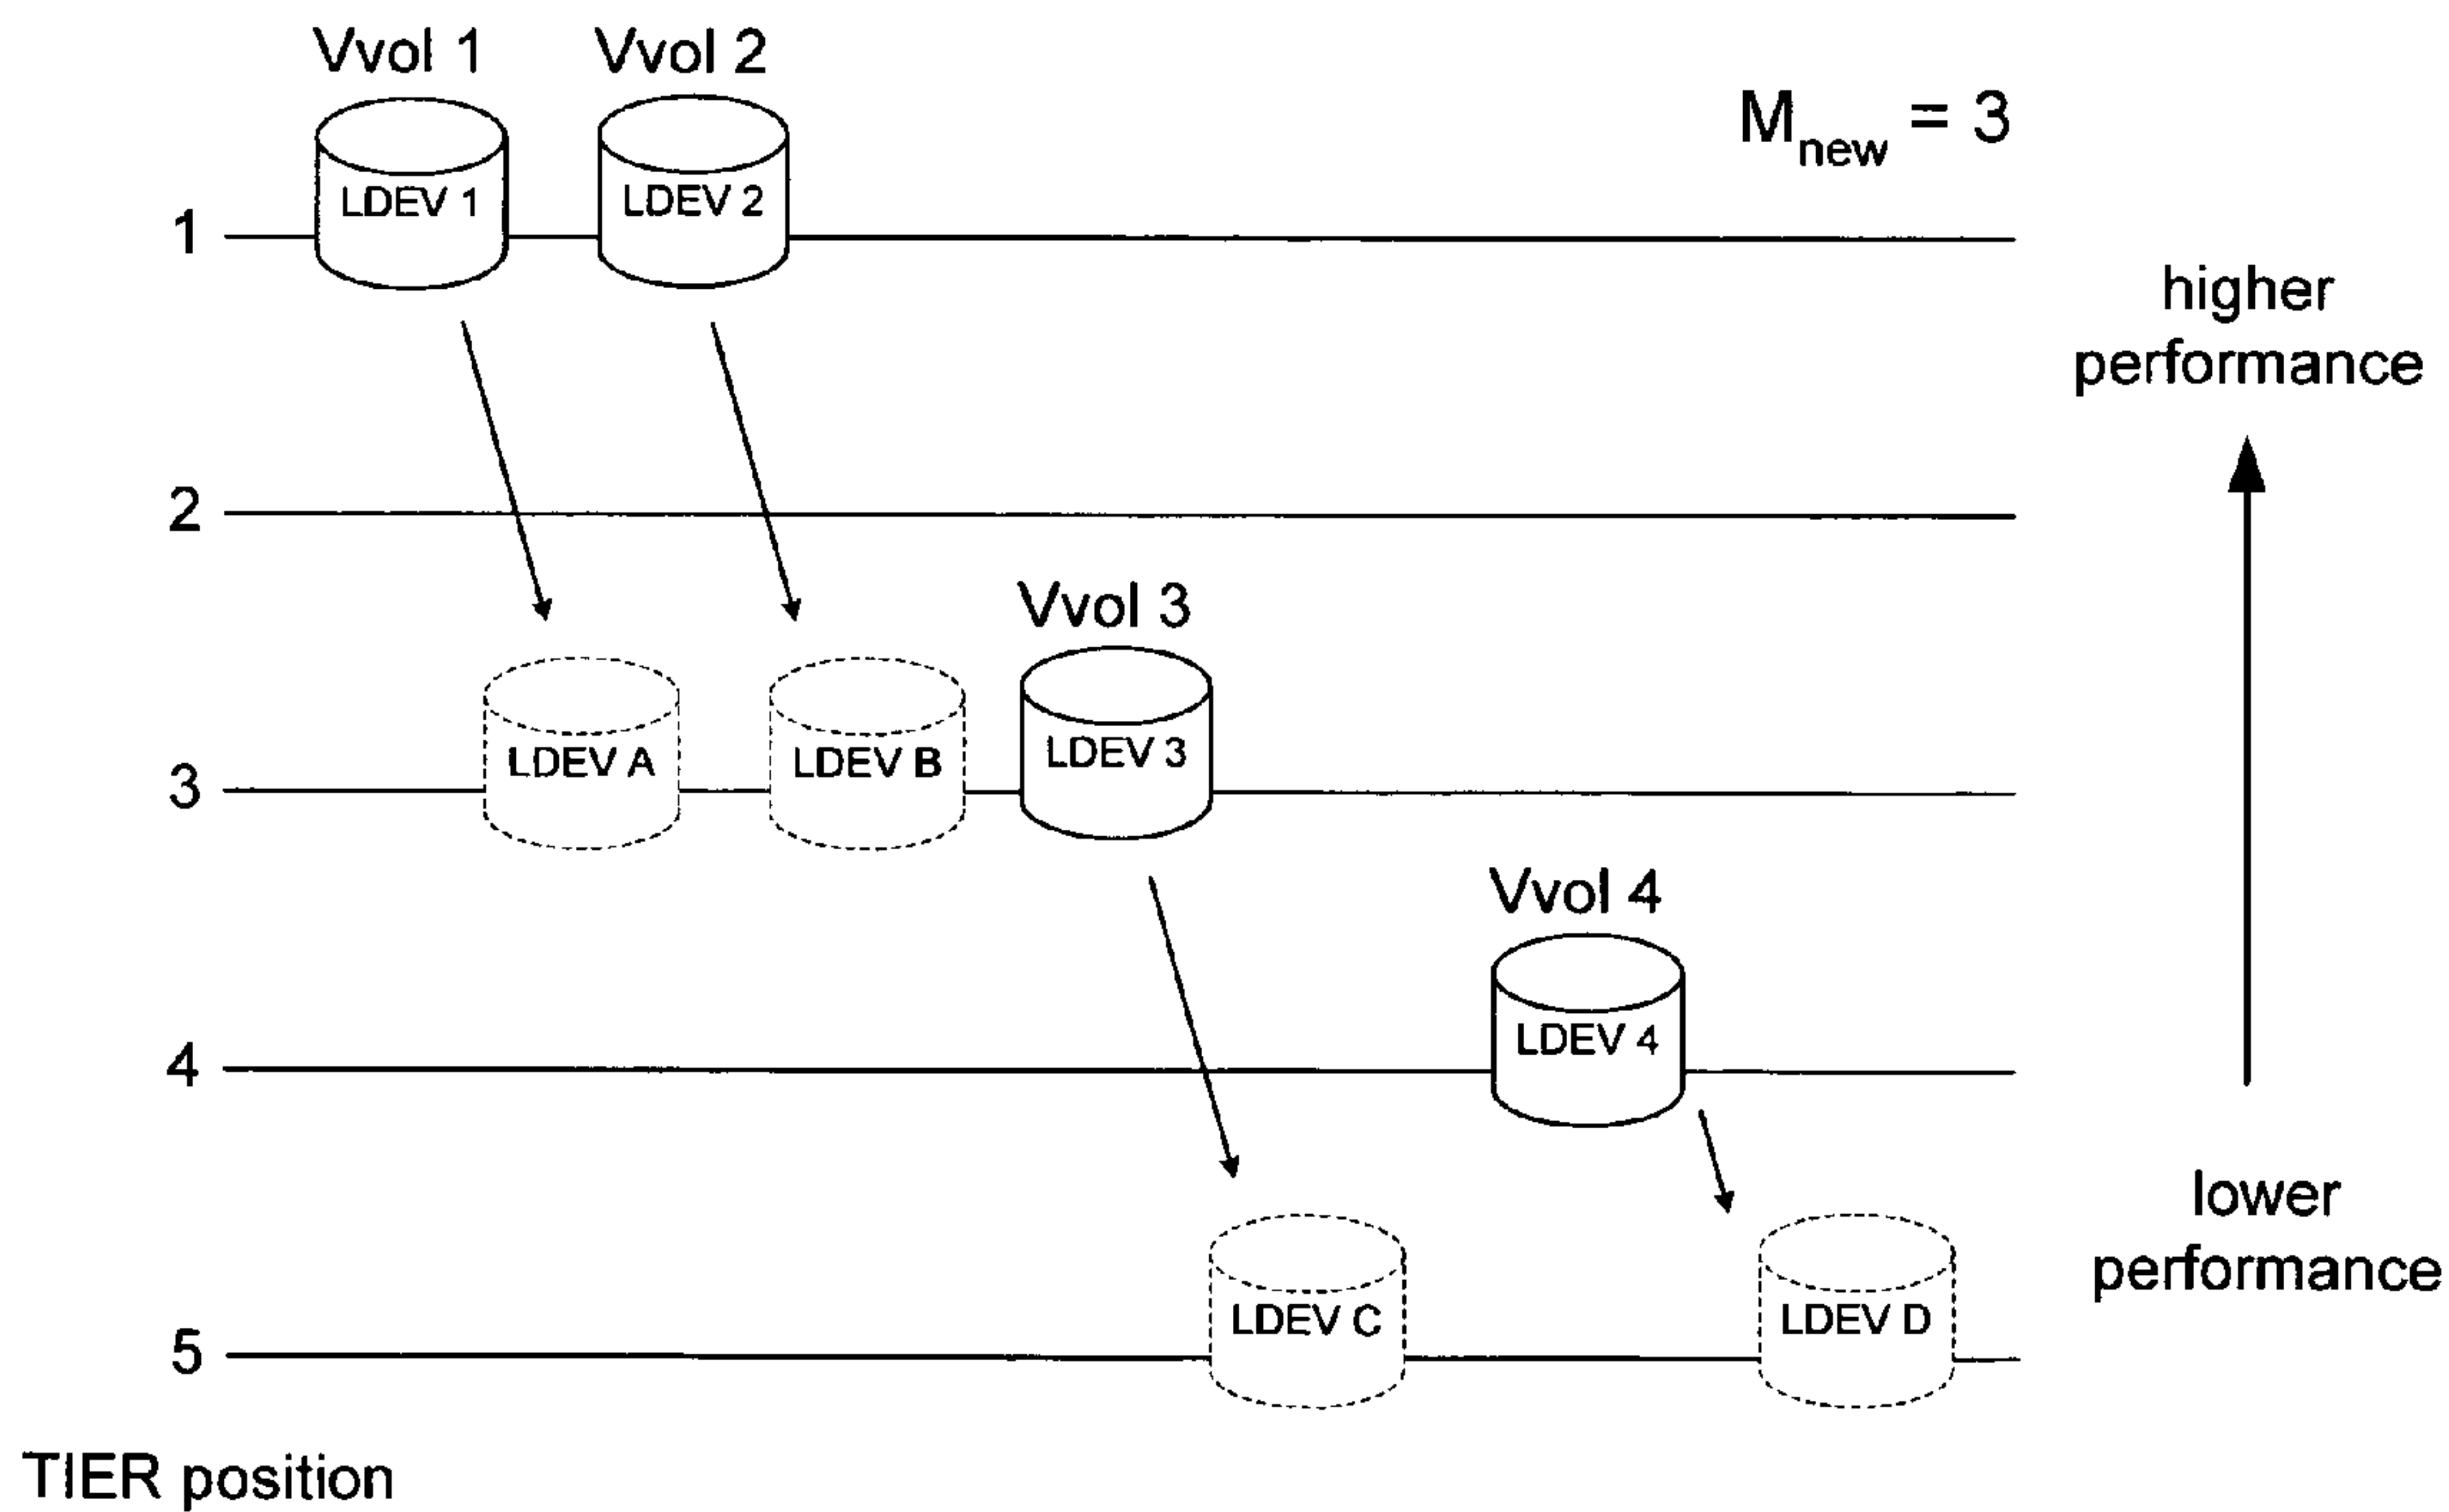 Vvol 1 Vvol 2
M_new = 3
LDEV 1 LDEV 2
1
higher
performance
2
Vvol 3
LDEV A LDEV B LDEV 3
3
Vvol 4
LDEV 4
4
lower
performance
LDEV C LDEV D
5
TIER position